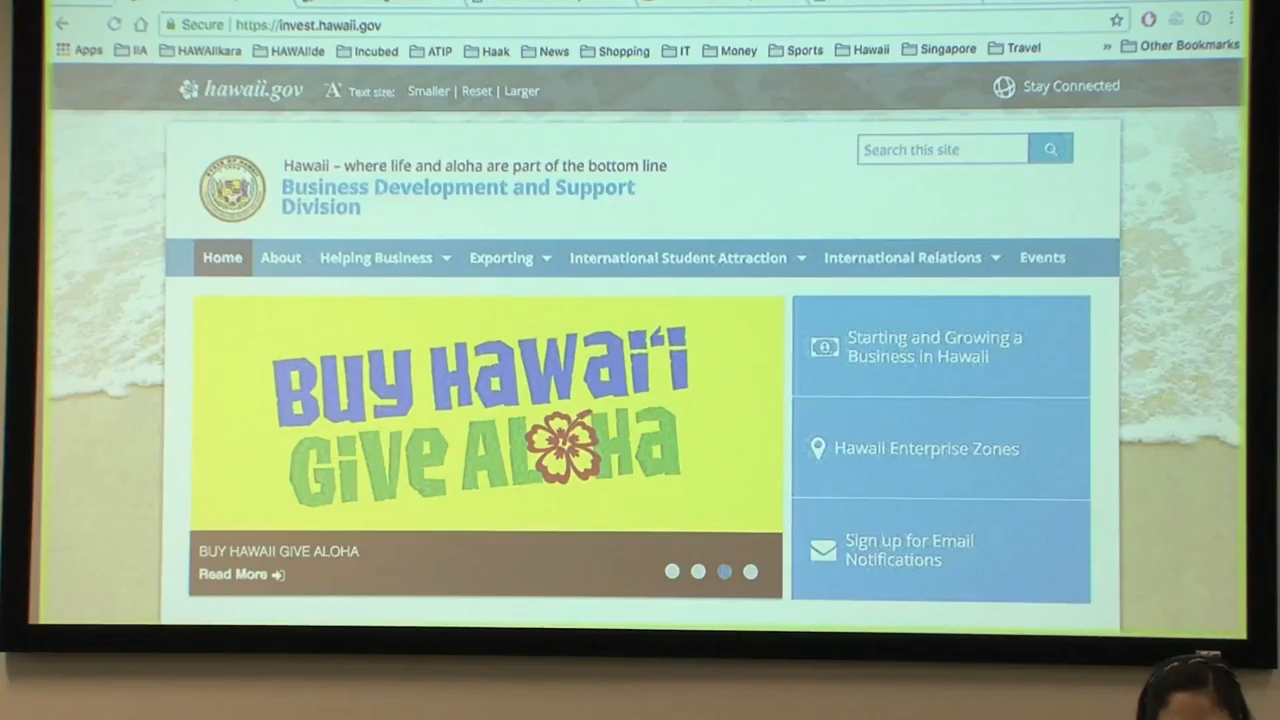 Secure | https://invest.hawaii.gov
Apps IIA HAWAIIkara HAWAIIde Incubed ATIP Haak News Shopping IT Money Sports Hawaii Singapore Travel » Other Bookmarks
hawaii.gov A Text size: Smaller | Reset | Larger Stay Connected
Search this site
Hawaii – where life and aloha are part of the bottom line
Business Development and Support
Division
Home About Helping Business Exporting International Student Attraction International Relations Events
BUY HAWAI‘I
GIVE ALOHA
BUY HAWAII GIVE ALOHA
Read More
Starting and Growing a
Business in Hawaii
Hawaii Enterprise Zones
Sign up for Email
Notifications